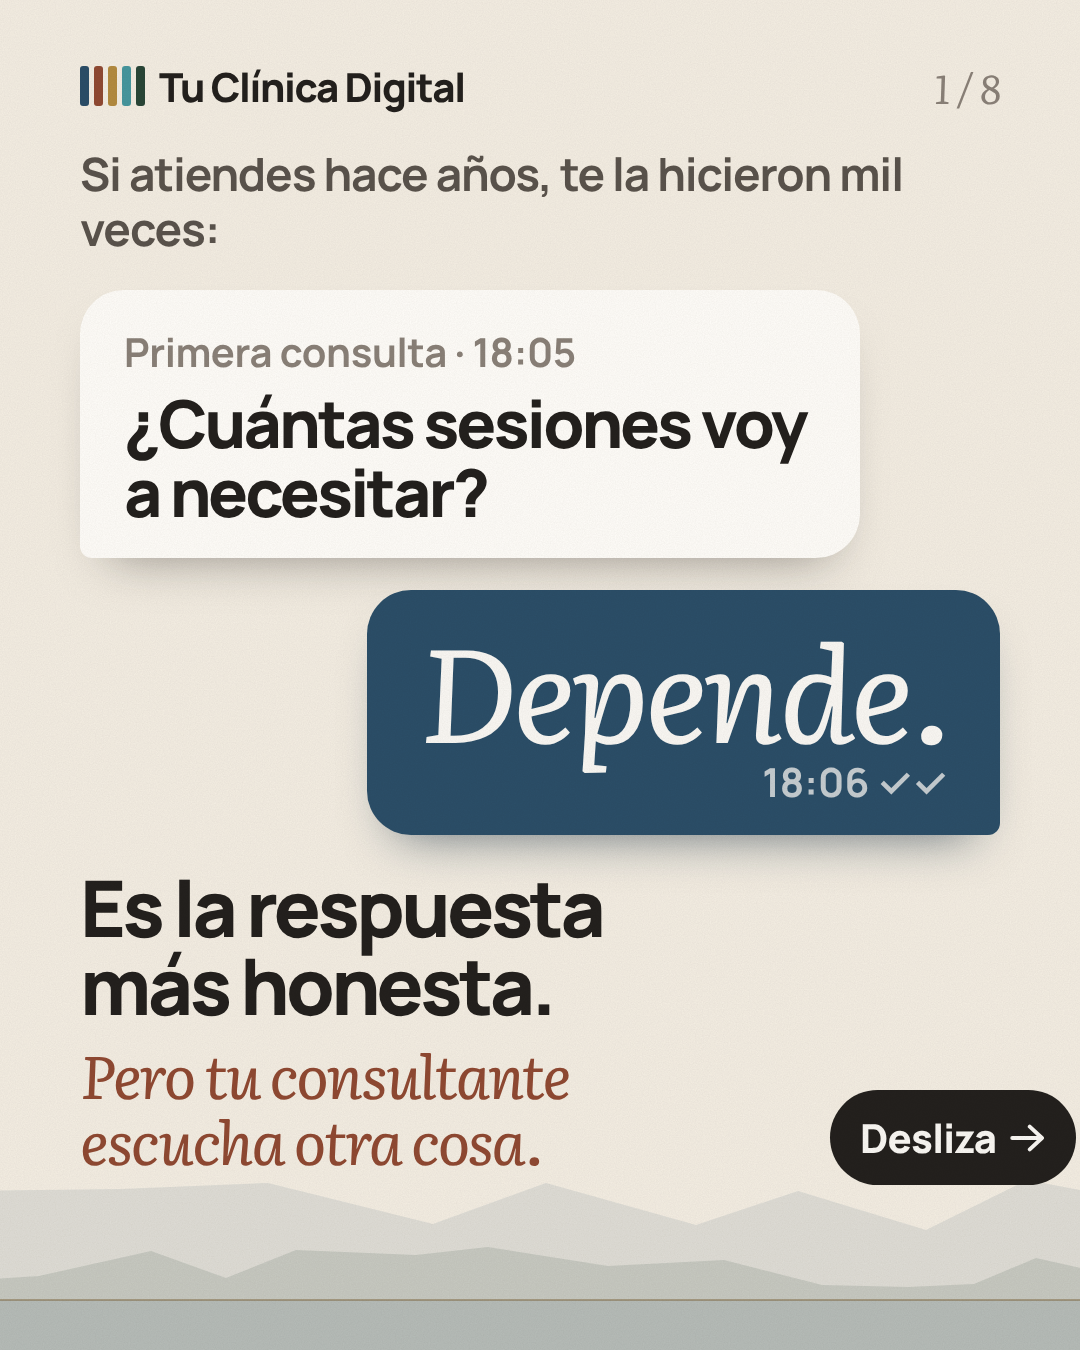 Tu Clínica Digital
1/8
Si atiendes hace años, te la hicieron mil
veces:
Primera consulta · 18:05
¿Cuántas sesiones voy
a necesitar?
Depende.
18:06 ✓✓
Es la respuesta
más honesta.
Pero tu consultante
escucha otra cosa.
Desliza →